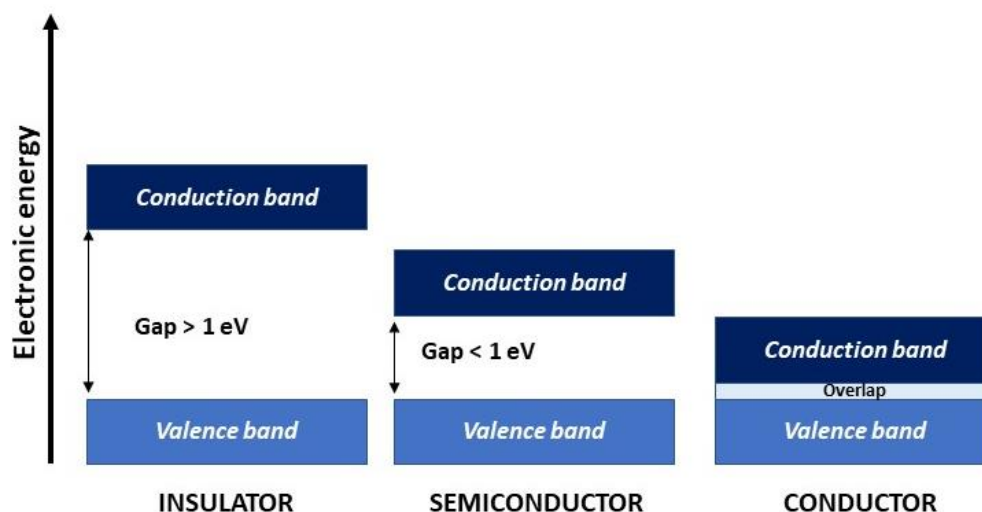 Electronic energy
Conduction band
Gap > 1 eV
Valence band
INSULATOR
Conduction band
Gap < 1 eV
Valence band
SEMICONDUCTOR
Conduction band
Overlap
Valence band
CONDUCTOR